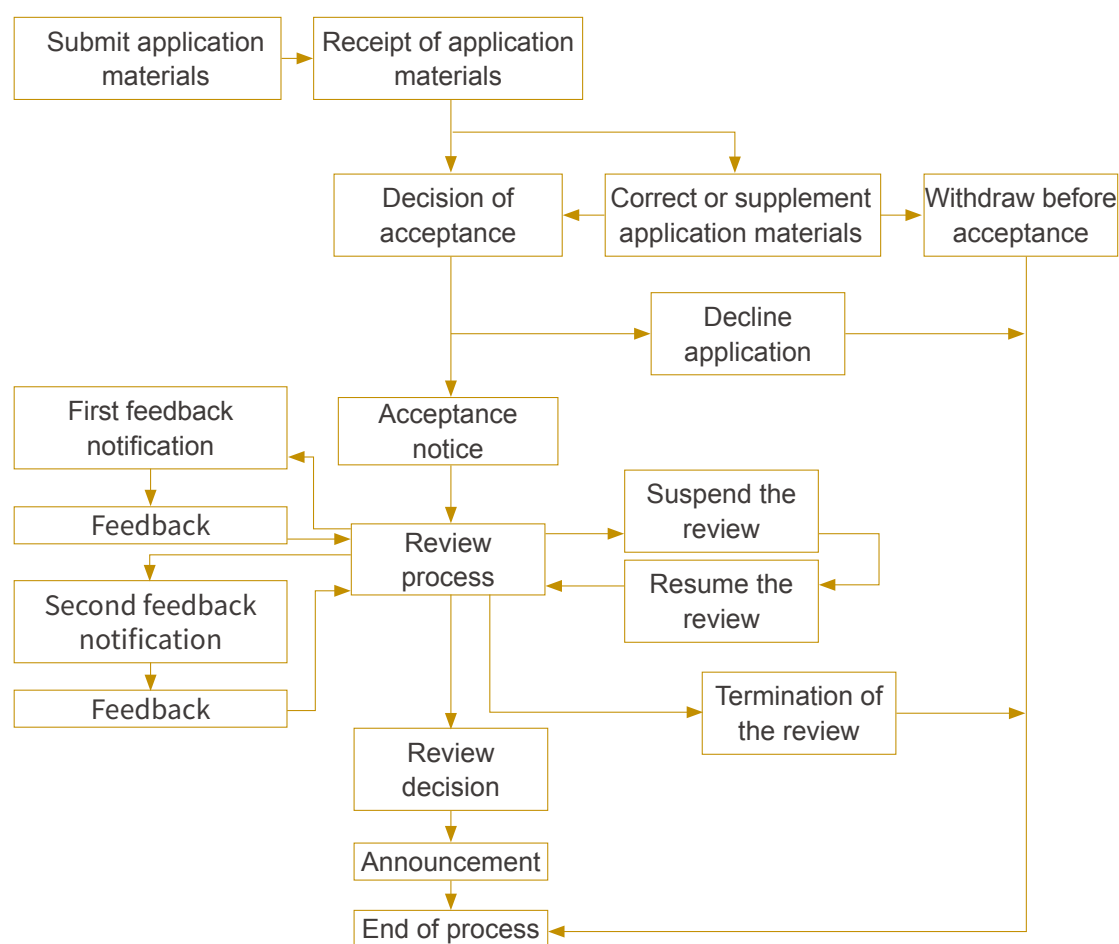 Submit application
materials
Receipt of application
materials
Decision of
acceptance
Correct or supplement
application materials
Withdraw before
acceptance
Decline
application
First feedback
notification
Acceptance
notice
Feedback
Review
process
Suspend the
review
Resume the
review
Second feedback
notification
Feedback
Termination of
the review
Review
decision
Announcement
End of process